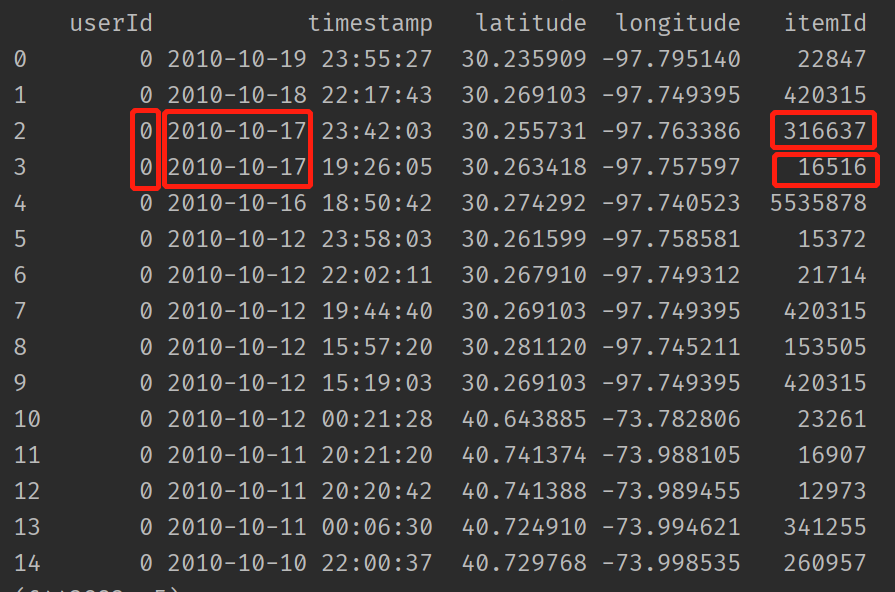 userId timestamp latitude longitude itemId
0 0 2010-10-19 23:55:27 30.235909 -97.795140 22847
1 0 2010-10-18 22:17:43 30.269103 -97.749395 420315
2 0 2010-10-17 23:42:03 30.255731 -97.763386 316637
3 0 2010-10-17 19:26:05 30.263418 -97.757597 16516
4 0 2010-10-16 18:50:42 30.274292 -97.740523 5535878
5 0 2010-10-12 23:58:03 30.261599 -97.758581 15372
6 0 2010-10-12 22:02:11 30.267910 -97.749312 21714
7 0 2010-10-12 19:44:40 30.269103 -97.749395 420315
8 0 2010-10-12 15:57:20 30.281120 -97.745211 153505
9 0 2010-10-12 15:19:03 30.269103 -97.749395 420315
10 0 2010-10-12 00:21:28 40.643885 -73.782806 23261
11 0 2010-10-11 20:21:20 40.741374 -73.988105 16907
12 0 2010-10-11 20:20:42 40.741388 -73.989455 12973
13 0 2010-10-11 00:06:30 40.724910 -73.994621 341255
14 0 2010-10-10 22:00:37 40.729768 -73.998535 260957